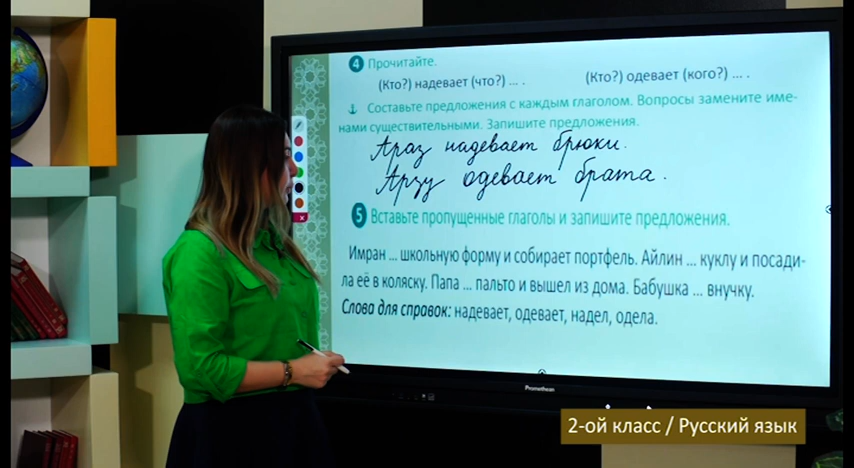 4 Прочитайте.
(Кто?) надевает (что?) ... .   (Кто?) одевает (кого?) ... .
Составьте предложения с каждым глаголом. Вопросы замените име-
нами существительными. Запишите предложения.
Араз надевает брюки.
Арзу одевает брата.
5 Вставьте пропущенные глаголы и запишите предложения.
Имран ... школьную форму и собирает портфель. Айлин ... куклу и посади-
ла её в коляску. Папа ... пальто и вышел из дома. Бабушка ... внучку.
Слова для справок: надевает, одевает, надел, одела.
Promethean
2-ой класс / Русский язык